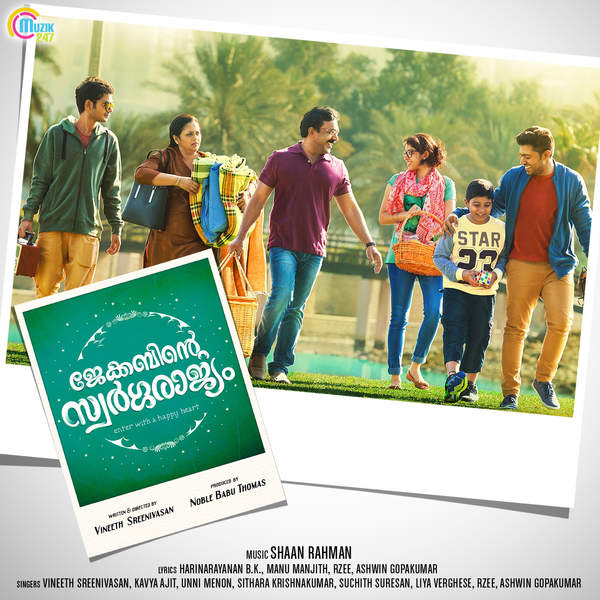 MUZIK
247
STAR
23
ജേക്കബിന്റെ
സ്വർഗ്ഗരാജ്യം
enter with a happy heart
WRITTEN & DIRECTED BY
VINEETH SREENIVASAN
PRODUCED BY
NOBLE BABU THOMAS
MUSIC SHAAN RAHMAN
LYRICS HARINARAYANAN B.K., MANU MANJITH, RZEE, ASHWIN GOPAKUMAR
SINGERS VINEETH SREENIVASAN, KAVYA AJIT, UNNI MENON, SITHARA KRISHNAKUMAR, SUCHITH SURESAN, LIYA VERGHESE, RZEE, ASHWIN GOPAKUMAR